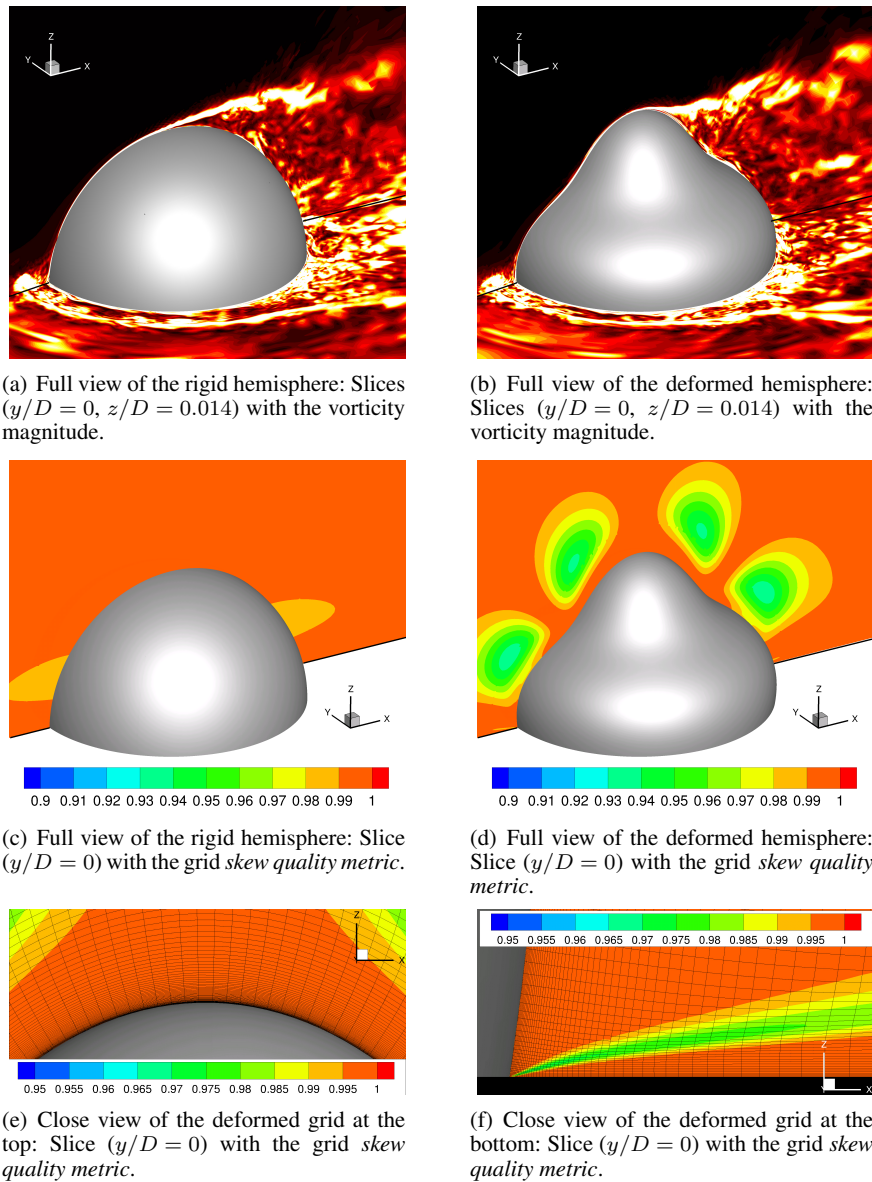 Z
Y
X
Z
Y
X
(a) Full view of the rigid hemisphere: Slices
(y/D = 0, z/D = 0.014) with the vorticity
magnitude.
(b) Full view of the deformed hemisphere:
Slices (y/D = 0, z/D = 0.014) with the
vorticity magnitude.
Z
Y
X
0.9 0.91 0.92 0.93 0.94 0.95 0.96 0.97 0.98 0.99 1
Z
Y
X
0.9 0.91 0.92 0.93 0.94 0.95 0.96 0.97 0.98 0.99 1
(c) Full view of the rigid hemisphere: Slice
(y/D = 0) with the grid skew quality metric.
(d) Full view of the deformed hemisphere:
Slice (y/D = 0) with the grid skew quality
metric.
Z
X
0.95 0.955 0.96 0.965 0.97 0.975 0.98 0.985 0.99 0.995 1
0.95 0.955 0.96 0.965 0.97 0.975 0.98 0.985 0.99 0.995 1
Z
X
(e) Close view of the deformed grid at the
top: Slice (y/D = 0) with the grid skew
quality metric.
(f) Close view of the deformed grid at the
bottom: Slice (y/D = 0) with the grid skew
quality metric.